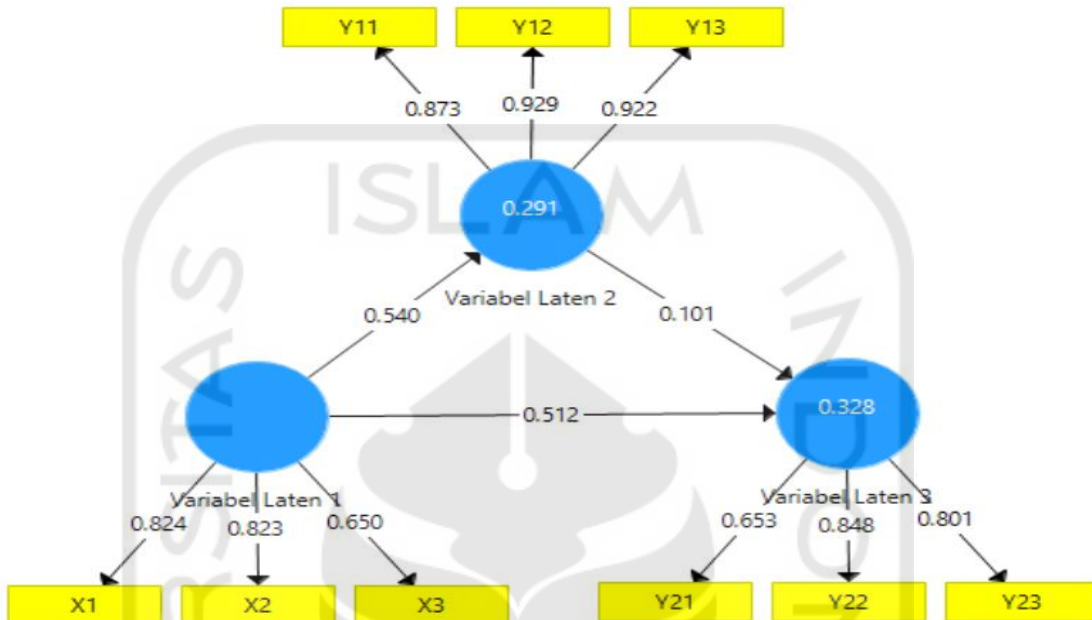 Y11 Y12 Y13
0.873 0.929 0.922
ISLAM
0.291
Variabel Laten 2
0.540 0.101
RSITAS
INDO
0.512
0.328
Variabel Laten 1 Variabel Laten 3
0.824 0.823 0.650 0.653 0.848 0.801
X1 X2 X3 Y21 Y22 Y23